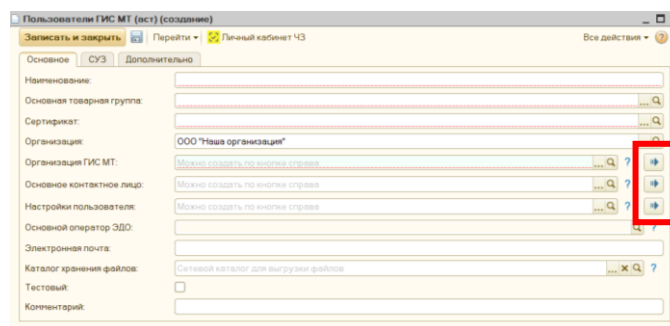 Пользователи ГИС МТ (аст) (создание)
Записать и закрыть Перейти Личный кабинет ЧЗ Все действия ?
Основное СУЗ Дополнительно
Наименование:
Основная товарная группа: ...
Сертификат: ...
Организация: ООО "Наша организация"
Организация ГИС МТ: Можно создать по кнопке справа ... ?
Основное контактное лицо: Можно создать по кнопке справа ... ?
Настройки пользователя: Можно создать по кнопке справа ... ?
Основной оператор ЭДО: ?
Электронная почта:
Каталог хранения файлов: Сетевой каталог для выгрузки файлов ... ?
Тестовый:
Комментарий: